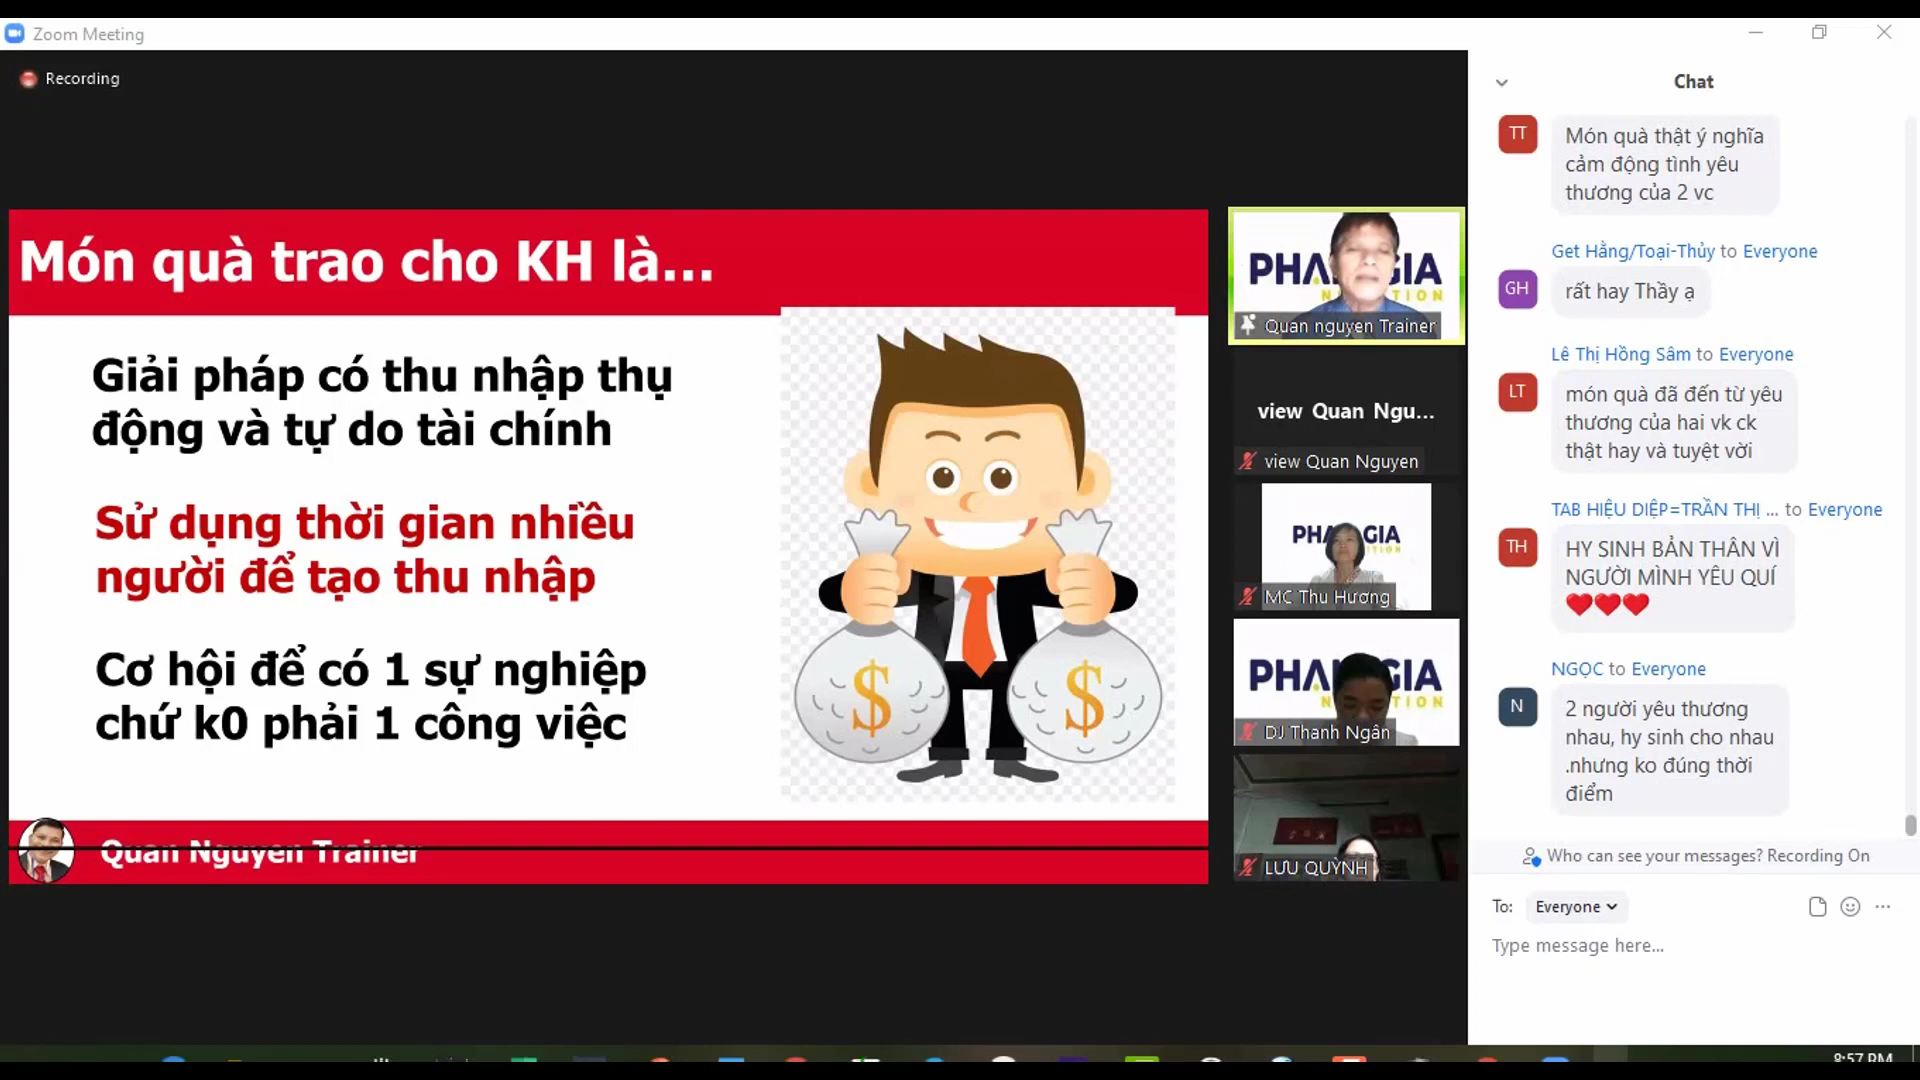 Zoom Meeting
Recording
Món quà trao cho KH là...
Giải pháp có thu nhập thụ
động và tự do tài chính
Sử dụng thời gian nhiều
người để tạo thu nhập
Cơ hội để có 1 sự nghiệp
chứ k0 phải 1 công việc
$ $
Quan Nguyen Trainer
Quan nguyen Trainer
view Quan Ngu...
view Quan Nguyen
MC Thu Hương
DJ Thanh Ngân
LƯU QUỲNH
Chat
TT
Món quà thật ý nghĩa
cảm động tình yêu
thương của 2 vc
Get Hằng/Toại-Thủy to Everyone
GH
rất hay Thầy ạ
Lê Thị Hồng Sâm to Everyone
LT
món quà đã đến từ yêu
thương của hai vk ck
thật hay và tuyệt vời
TAB HIỆU DIỆP=TRẦN THỊ ... to Everyone
TH
HY SINH BẢN THÂN VÌ
NGƯỜI MÌNH YÊU QUÍ
NGỌC to Everyone
N
2 người yêu thương
nhau, hy sinh cho nhau
.nhưng ko đúng thời
điểm
Who can see your messages? Recording On
To: Everyone
Type message here...
8:57 PM